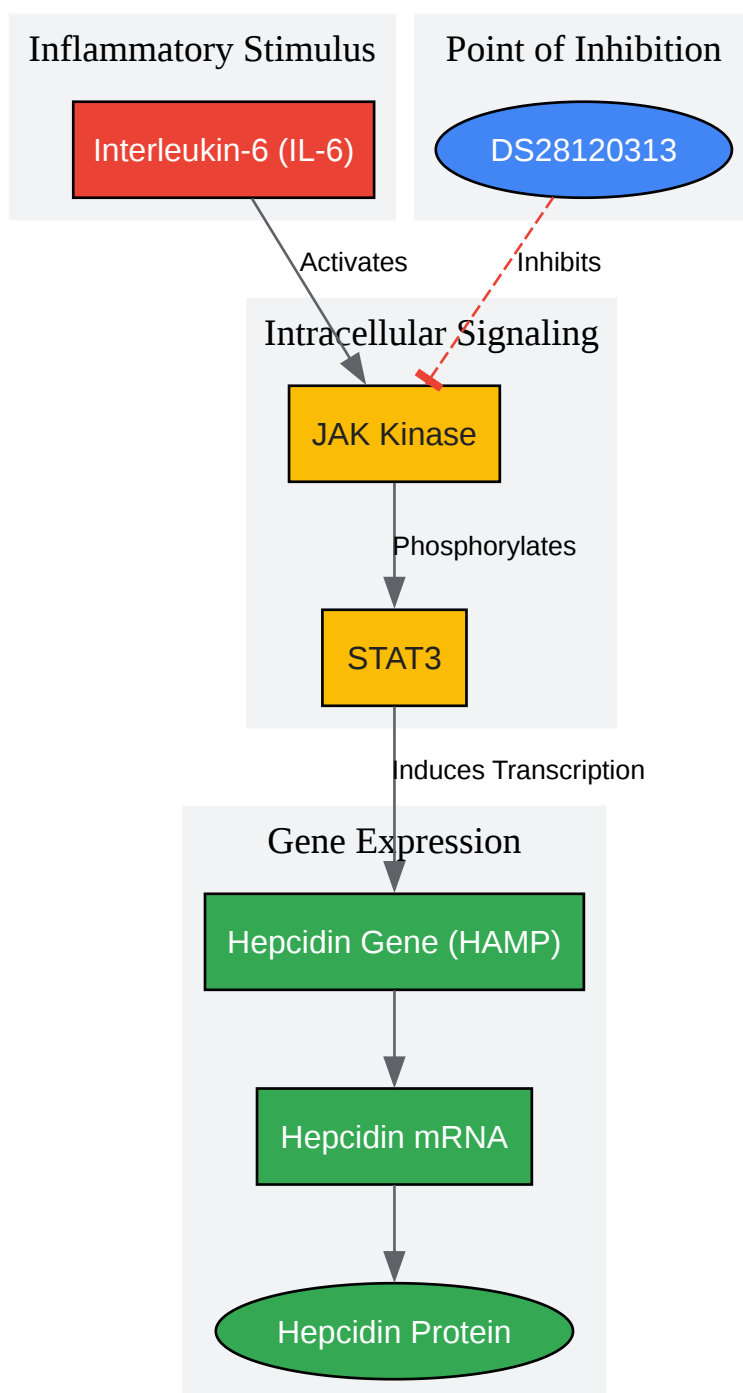 Inflammatory Stimulus
Point of Inhibition
Interleukin-6 (IL-6)
DS28120313
Activates
Inhibits
Intracellular Signaling
JAK Kinase
Phosphorylates
STAT3
Induces Transcription
Gene Expression
Hepcidin Gene (HAMP)
Hepcidin mRNA
Hepcidin Protein